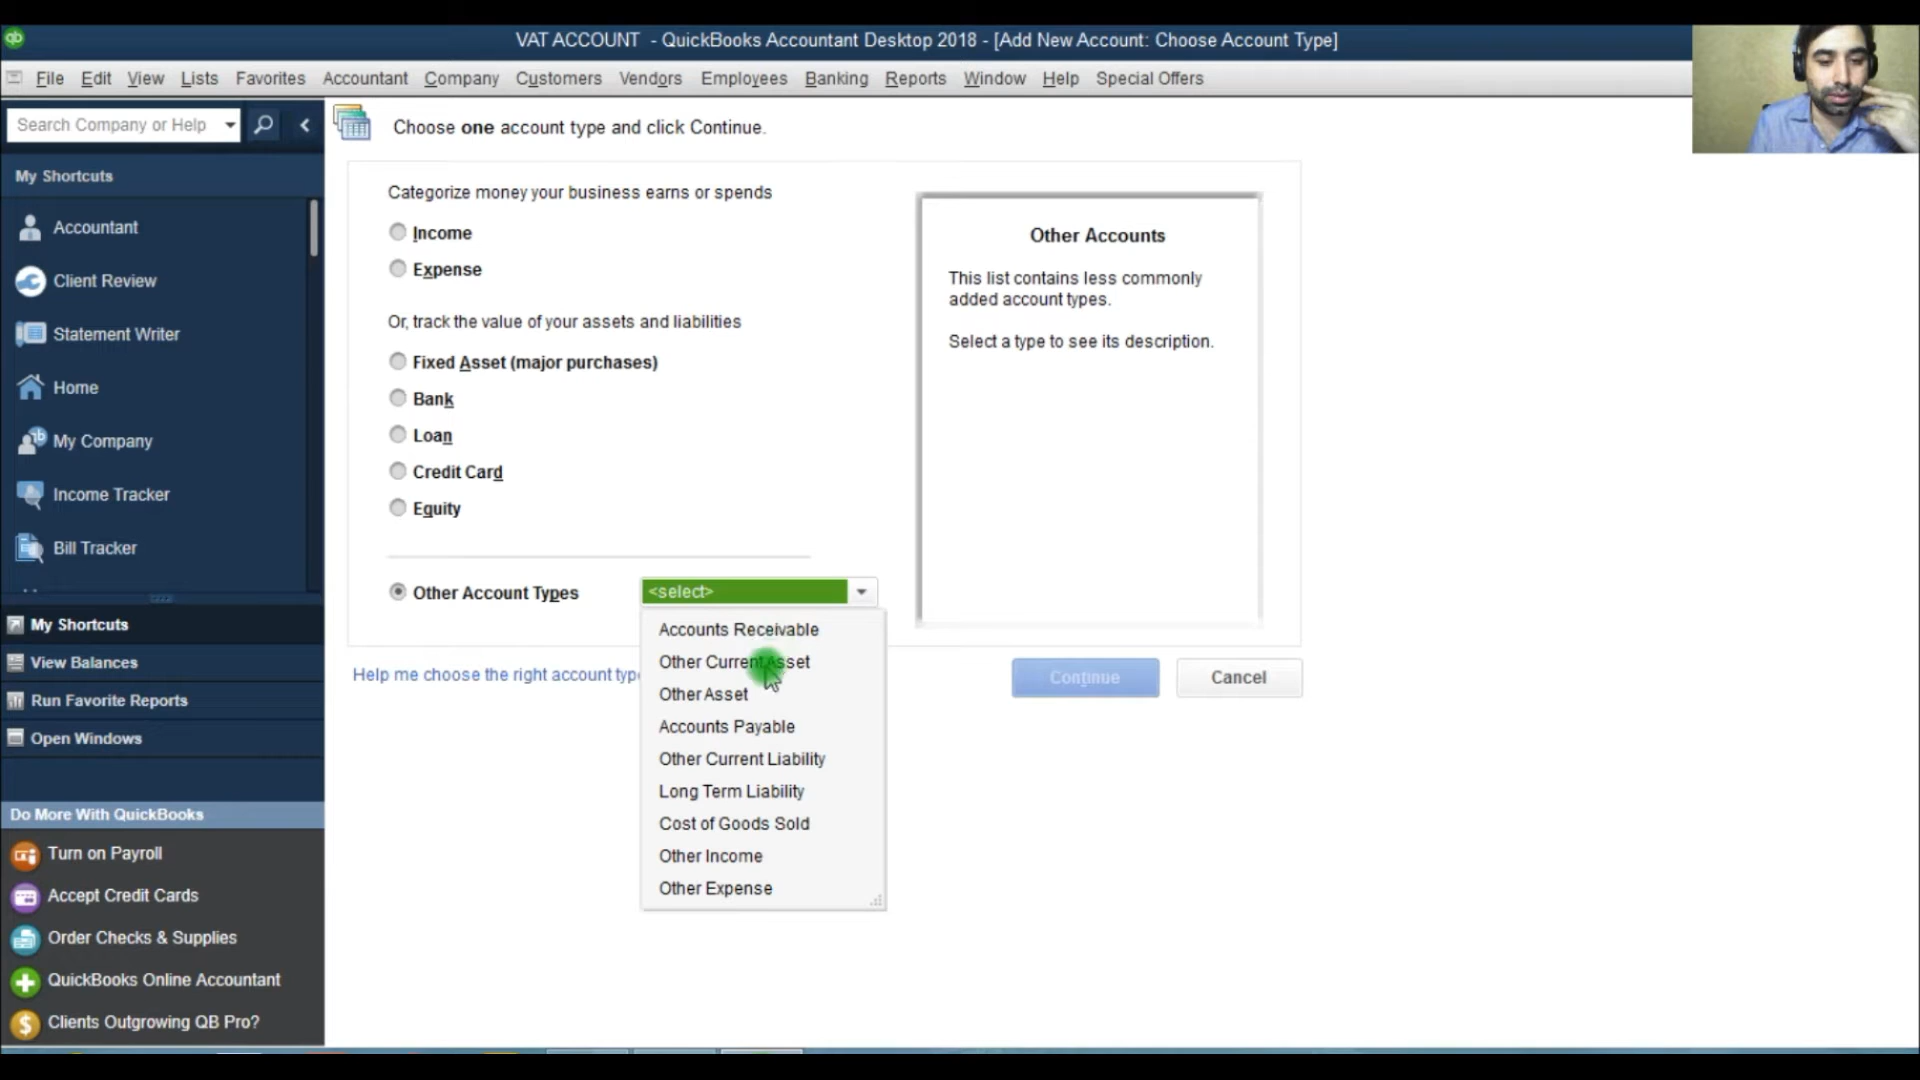 qb
VAT ACCOUNT - QuickBooks Accountant Desktop 2018 - [Add New Account: Choose Account Type]
File Edit View Lists Favorites Accountant Company Customers Vendors Employees Banking Reports Window Help Special Offers
Search Company or Help
My Shortcuts
Accountant
Client Review
Statement Writer
Home
My Company
Income Tracker
Bill Tracker
My Shortcuts
View Balances
Run Favorite Reports
Open Windows
Do More With QuickBooks
Turn on Payroll
Accept Credit Cards
Order Checks & Supplies
QuickBooks Online Accountant
Clients Outgrowing QB Pro?
Choose one account type and click Continue.
Categorize money your business earns or spends
Income
Expense
Or, track the value of your assets and liabilities
Fixed Asset (major purchases)
Bank
Loan
Credit Card
Equity
Other Account Types
<select>
Accounts Receivable
Other Current Asset
Other Asset
Accounts Payable
Other Current Liability
Long Term Liability
Cost of Goods Sold
Other Income
Other Expense
Help me choose the right account typ
Other Accounts
This list contains less commonly
added account types.
Select a type to see its description.
Continue
Cancel